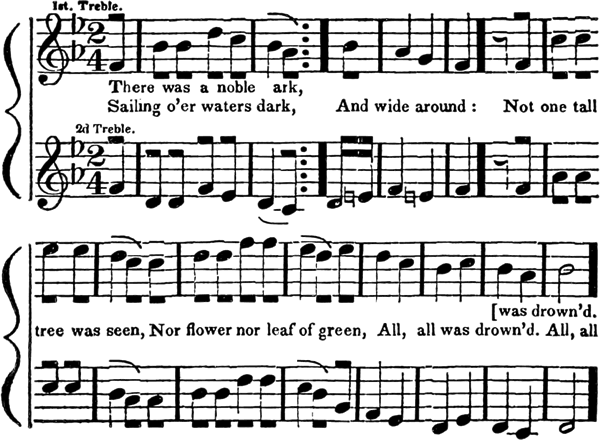 1st. Treble.
There was a noble ark,
Sailing o'er waters dark, And wide around : Not one tall
2d Treble.
[was drown'd.
tree was seen, Nor flower nor leaf of green, All, all was drown'd. All, all